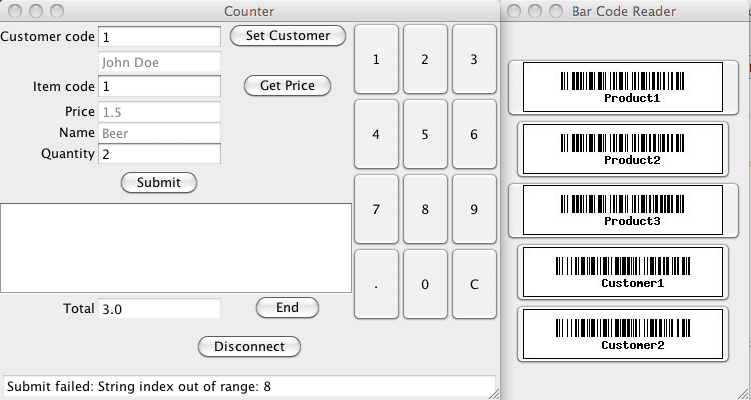 Counter
Customer code 1 Set Customer
John Doe
Item code 1 Get Price
Price 1.5
Name Beer
Quantity 2
Submit
Total 3.0 End
Disconnect
Submit failed: String index out of range: 8
1 2 3
4 5 6
7 8 9
. 0 C
Bar Code Reader
Product1
Product2
Product3
Customer1
Customer2